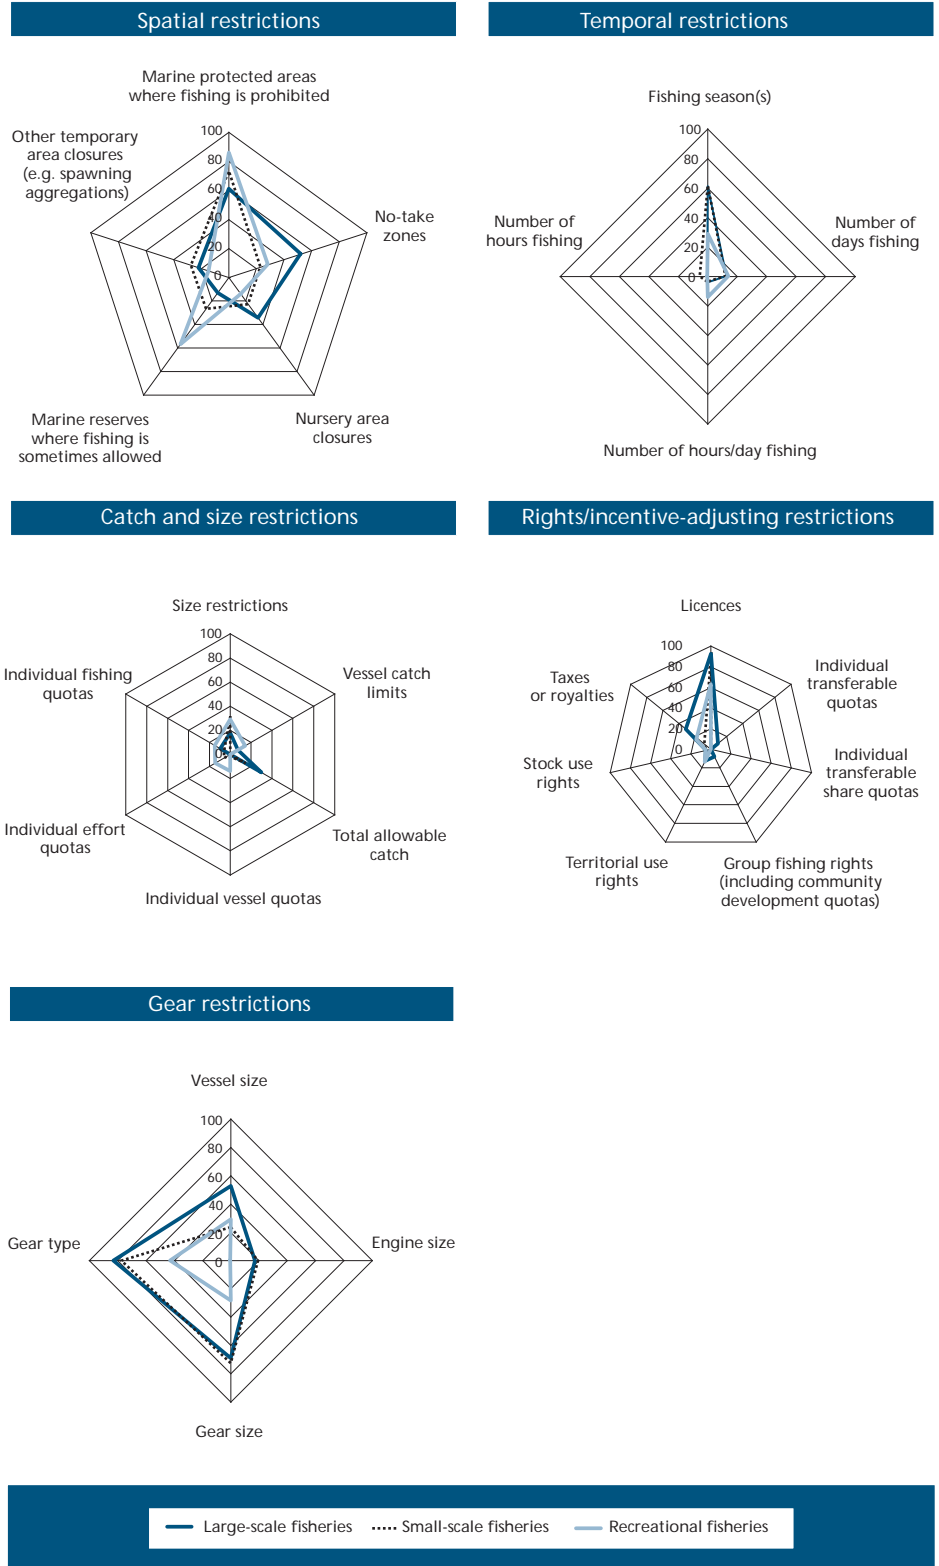 Spatial restrictions
Temporal restrictions
Marine protected areas
where fishing is prohibited
Other temporary
area closures
(e.g. spawning
aggregations)
100
80
60
40
20
0
No-take
zones
Nursery area
closures
Marine reserves
where fishing is
sometimes allowed
Fishing season(s)
100
80
60
40
20
0
Number of
hours fishing
Number of
days fishing
Number of hours/day fishing
Catch and size restrictions
Rights/incentive-adjusting restrictions
Size restrictions
100
80
60
40
20
0
Individual fishing
quotas
Vessel catch
limits
Individual effort
quotas
Total allowable
catch
Individual vessel quotas
Licences
100
80
60
40
20
0
Taxes
or royalties
Individual
transferable
quotas
Stock use
rights
Individual
transferable
share quotas
Territorial use
rights
Group fishing rights
(including community
development quotas)
Gear restrictions
Vessel size
100
80
60
40
20
0
Gear type
Engine size
Gear size
Large-scale fisheries
Small-scale fisheries
Recreational fisheries